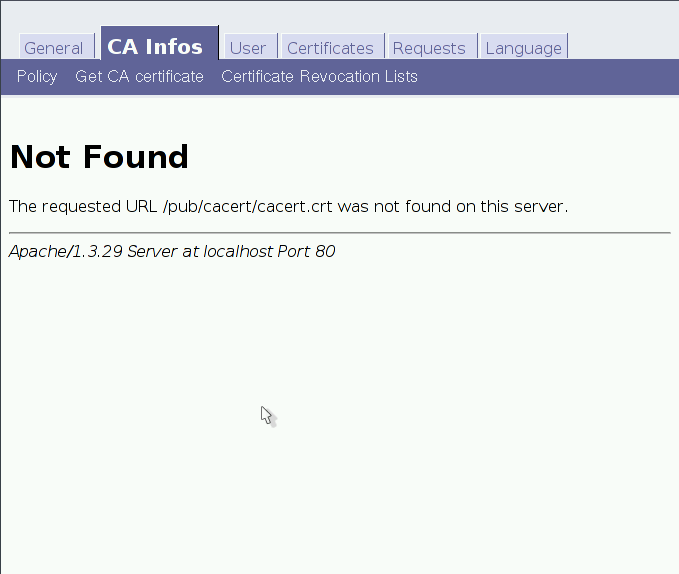 General CA Infos User Certificates Requests Language
Policy Get CA certificate Certificate Revocation Lists
Not Found
The requested URL /pub/cacert/cacert.crt was not found on this server.
Apache/1.3.29 Server at localhost Port 80